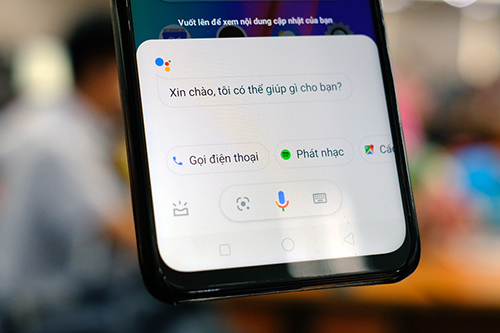 Vuốt lên để xem nội dung cập nhật của bạn
Xin chào, tôi có thể giúp gì cho bạn?
Gọi điện thoại
Phát nhạc